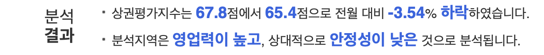 분석
결과
• 상권평가지수는 67.8점에서 65.4점으로 전월 대비 -3.54% 하락하였습니다.
• 분석지역은 영업력이 높고, 상대적으로 안정성이 낮은 것으로 분석됩니다.